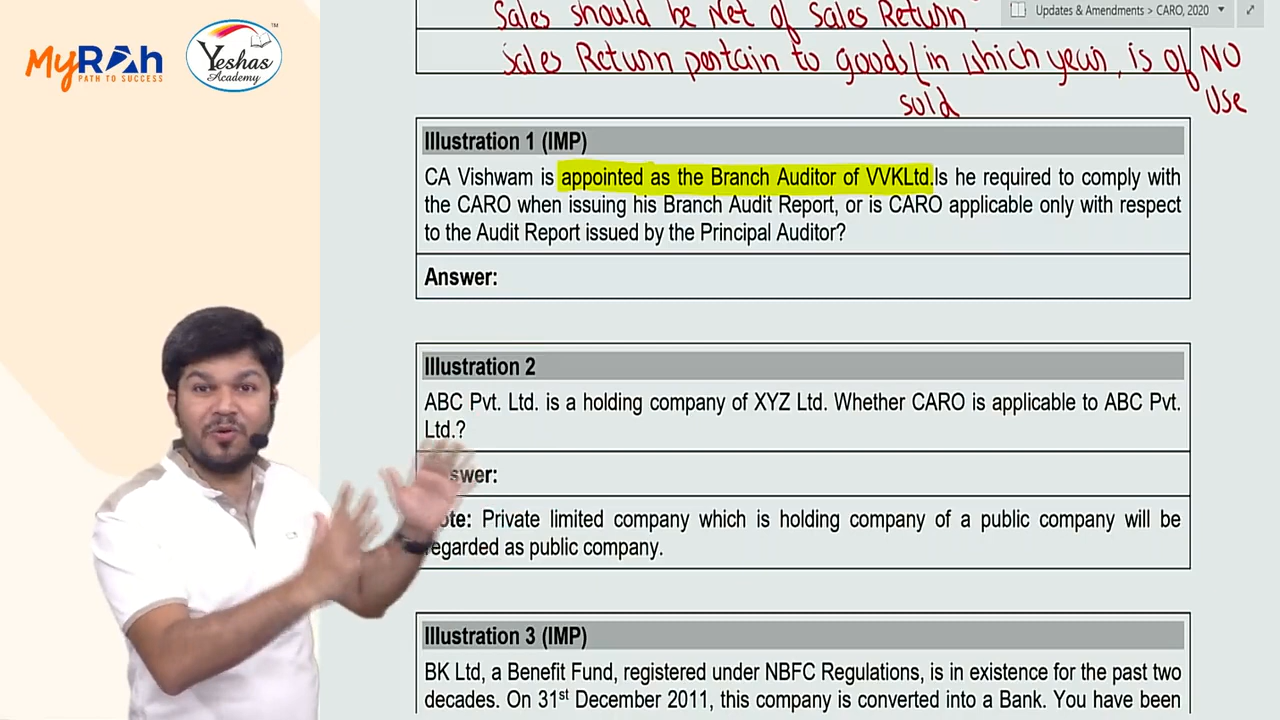 Sales should be Net of Sales Return.
Updates & Amendments > CARO, 2020
MyRAh
PATH TO SUCCESS
Yeshas
Academy
TM
Sales Return pertain to goods/in which year, is of NO
sold
Use
Illustration 1 (IMP)
CA Vishwam is appointed as the Branch Auditor of VVKLtd.Is he required to comply with
the CARO when issuing his Branch Audit Report, or is CARO applicable only with respect
to the Audit Report issued by the Principal Auditor?
Answer:
Illustration 2
ABC Pvt. Ltd. is a holding company of XYZ Ltd. Whether CARO is applicable to ABC Pvt.
Ltd.?
swer:
ote: Private limited company which is holding company of a public company will be
regarded as public company.
Illustration 3 (IMP)
BK Ltd, a Benefit Fund, registered under NBFC Regulations, is in existence for the past two
decades. On 31st December 2011, this company is converted into a Bank. You have been